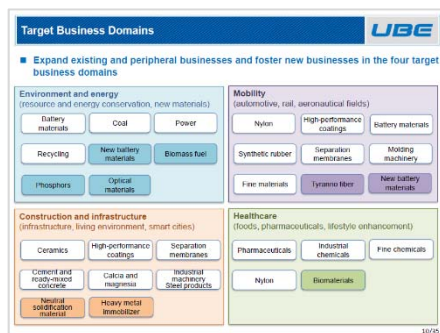 Target Business Domains
UBE
Expand existing and peripheral businesses and foster new businesses in the four target
business domains
Environment and energy
(resource and energy conservation, new materials)
Battery
materials
Coal
Power
Recycling
New battery
materials
Biomass fuel
Phosphors
Optical
materials
Mobility
(automotive, rail, aeronautical fields)
Nylon
High-performance
coatings
Battery materials
Synthetic rubber
Separation
membranes
Molding
machinery
Fine materials
Tyranno fiber
New battery
materials
Construction and infrastructure
(infrastructure, living environment, smart cities)
Ceramics
High-performance
coatings
Separation
membranes
Cement and
ready-mixed
concrete
Calcia and
magnesia
Industrial
machinery
Steel products
Neutral
solidification
material
Heavy metal
immobilizer
Healthcare
(foods, pharmaceuticals, lifestyle enhancement)
Pharmaceuticals
Industrial
chemicals
Fine chemicals
Nylon
Biomaterials
10/35